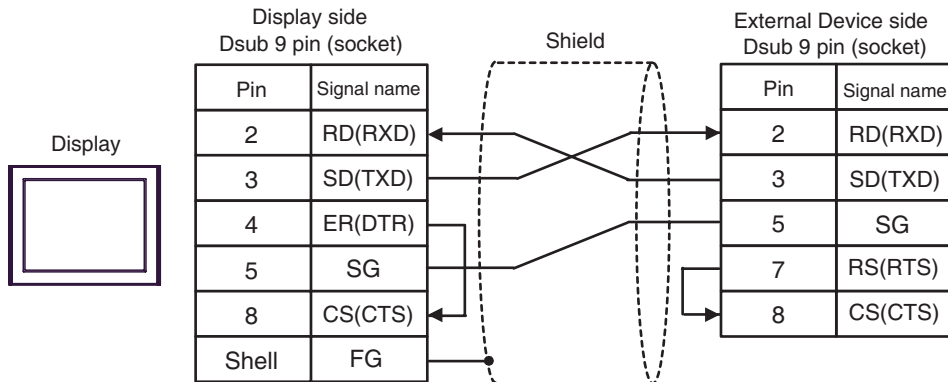 Display side
Dsub 9 pin (socket)
Shield
External Device side
Dsub 9 pin (socket)
Display
Pin Signal name
2 RD(RXD)
3 SD(TXD)
4 ER(DTR)
5 SG
8 CS(CTS)
Shell FG
Pin Signal name
2 RD(RXD)
3 SD(TXD)
5 SG
7 RS(RTS)
8 CS(CTS)